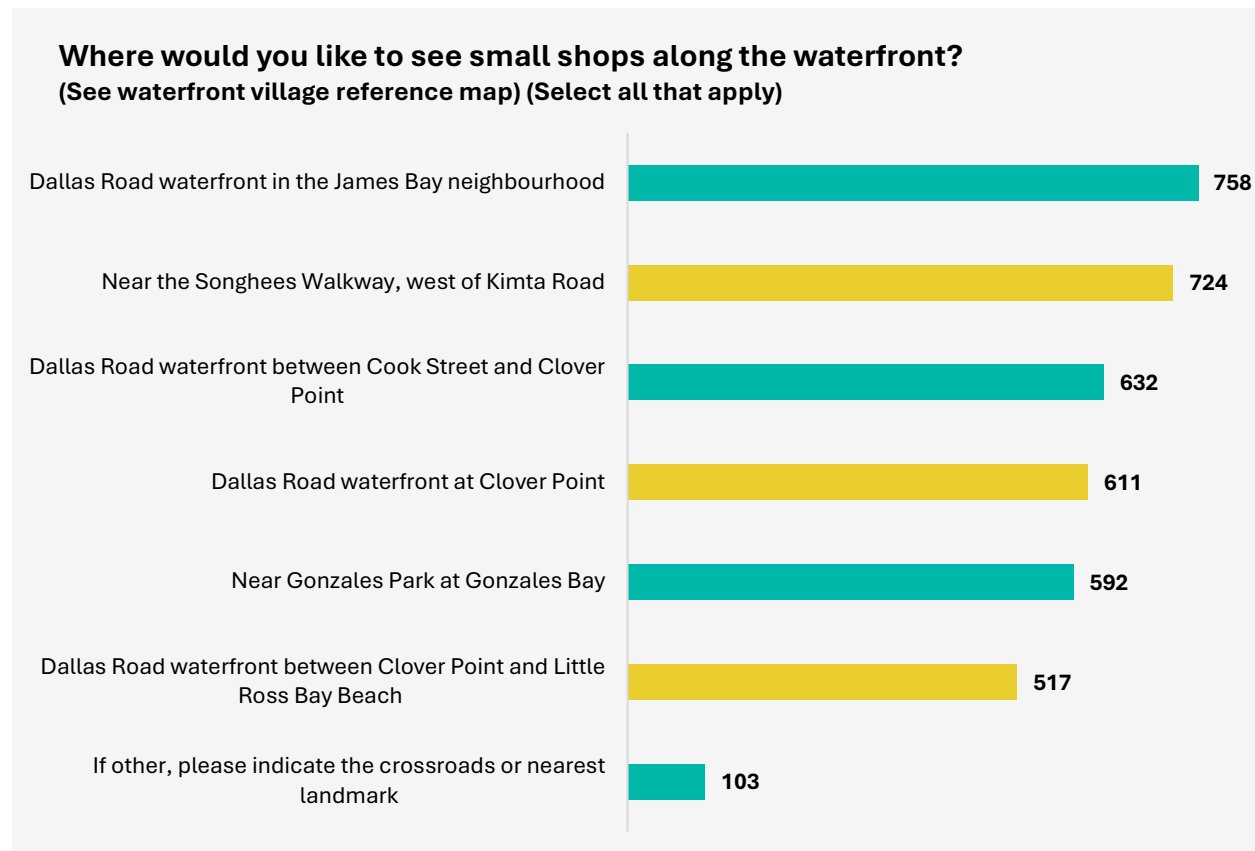 Where would you like to see small shops along the waterfront?
(See waterfront village reference map) (Select all that apply)
Dallas Road waterfront in the James Bay neighbourhood
758
Near the Songhees Walkway, west of Kimta Road
724
Dallas Road waterfront between Cook Street and Clover
Point
632
Dallas Road waterfront at Clover Point
611
Near Gonzales Park at Gonzales Bay
592
Dallas Road waterfront between Clover Point and Little
Ross Bay Beach
517
If other, please indicate the crossroads or nearest
landmark
103